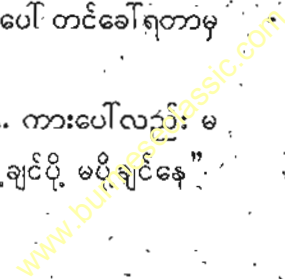 ပေါ် တင်ခေါ်ရတာမှ
.. ကားပေါ်လည်း မ
ချင်ပို့ မပို့ချင်နေ”
www.burmeseclassic.com